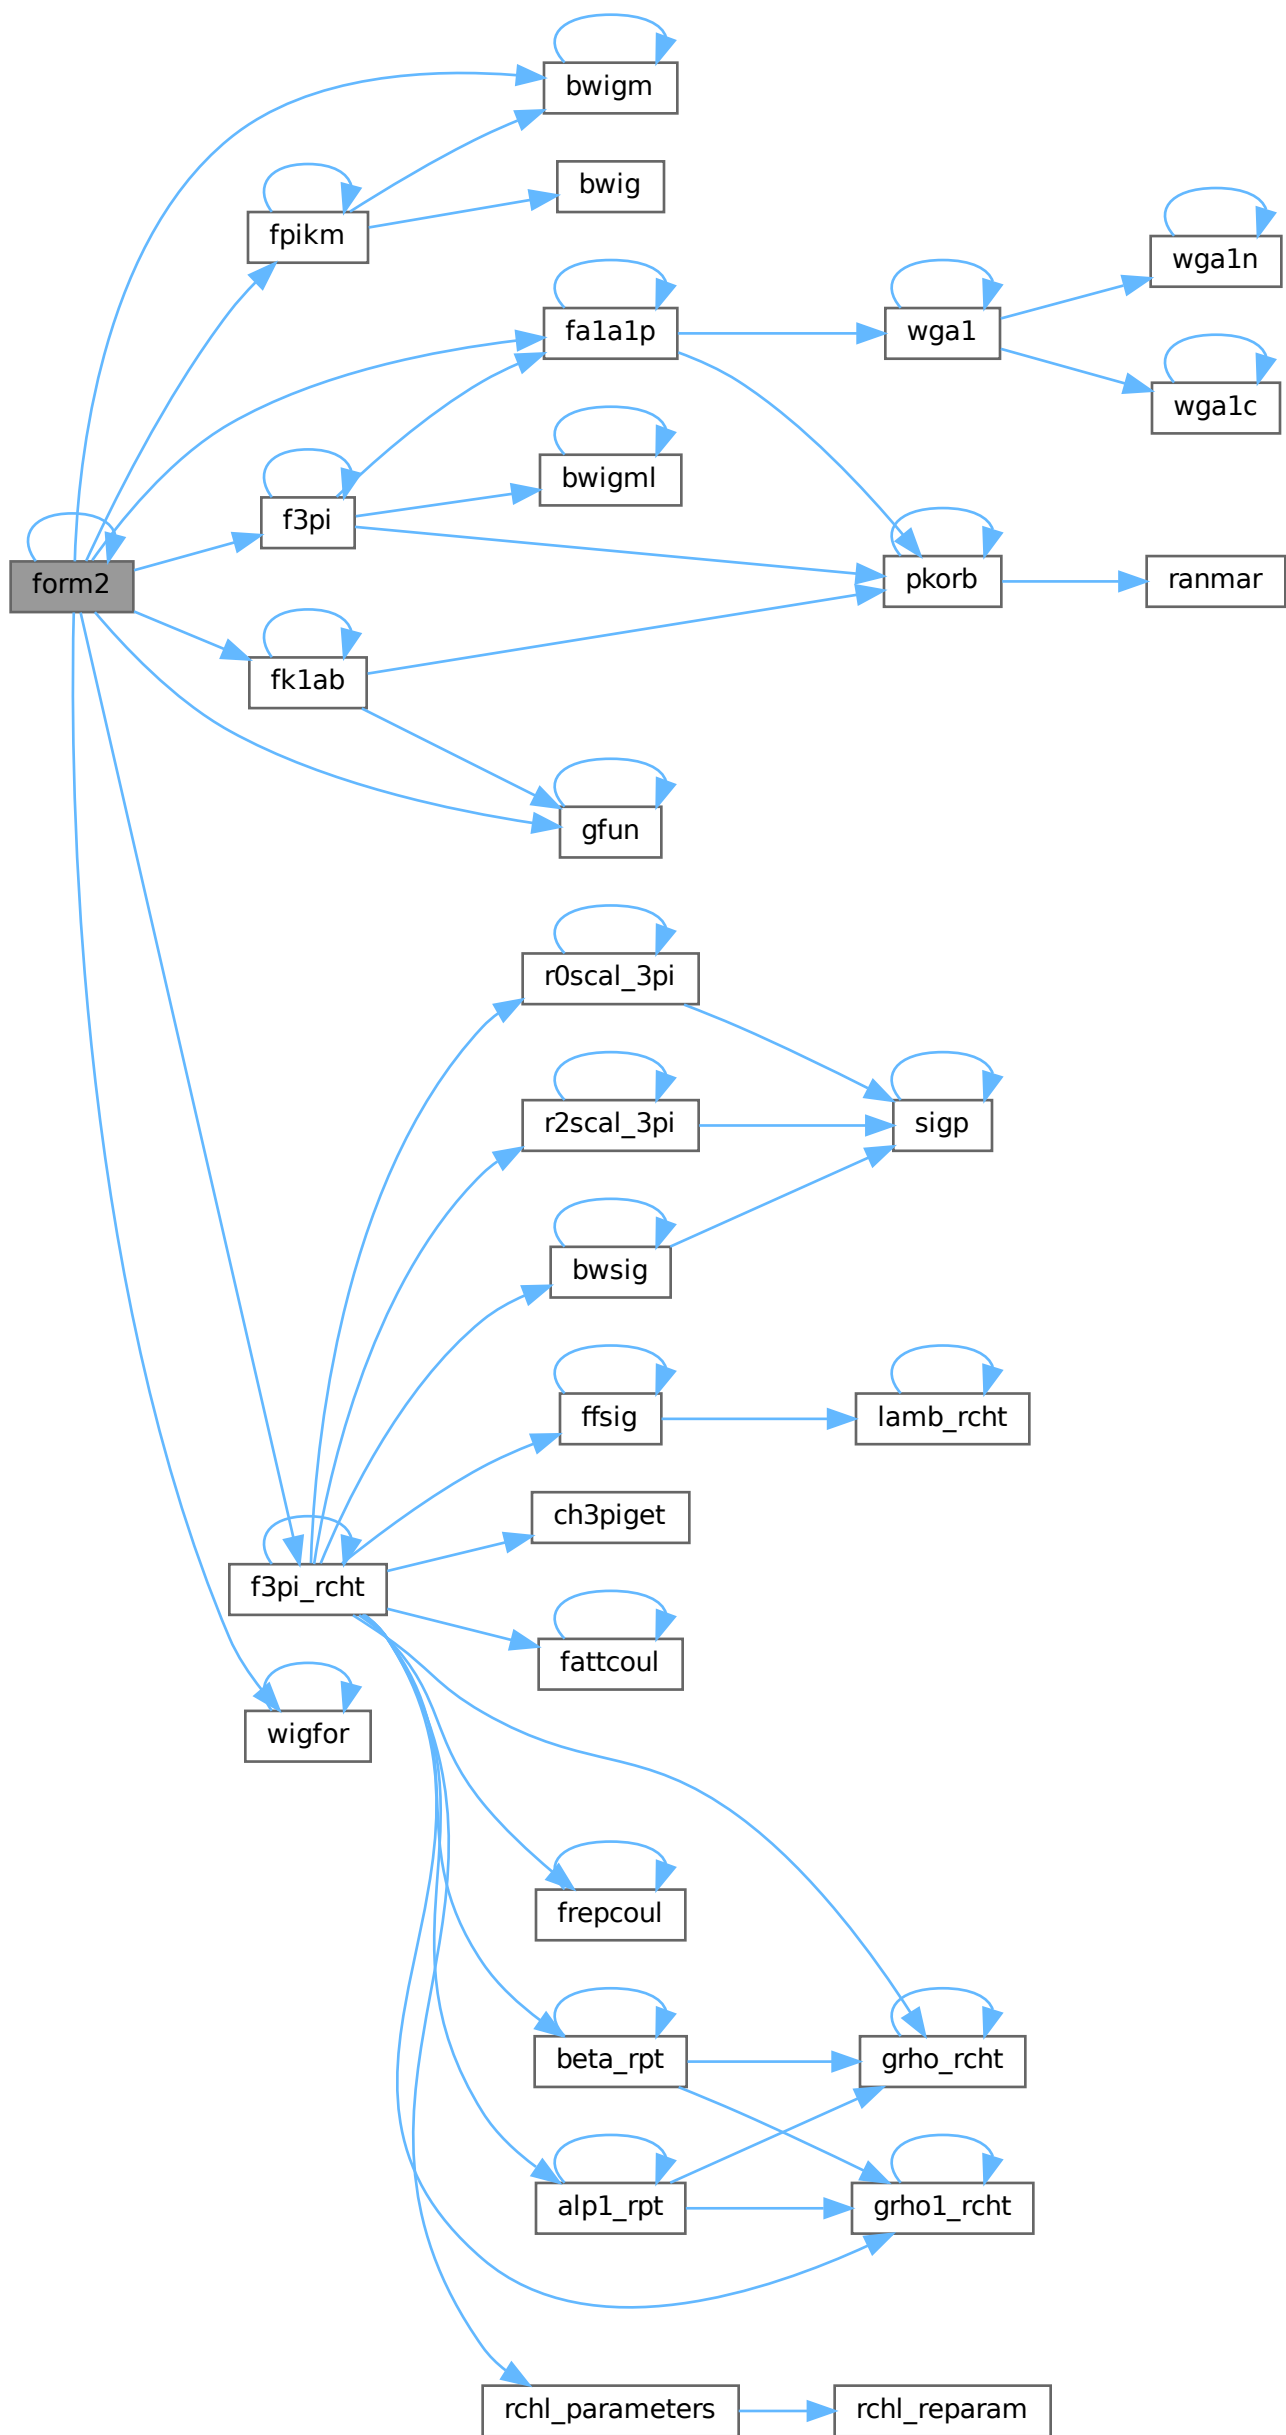 bwigm
bwig
fpikm
wga1n
fa1a1p
wga1
wga1c
bwigml
f3pi
form2
pkorb
ranmar
fk1ab
gfun
r0scal_3pi
r2scal_3pi
sigp
bwsig
ffsig
lamb_rcht
ch3piget
f3pi_rcht
fattcoul
wigfor
frepcoul
beta_rpt
grho_rcht
alp1_rpt
grho1_rcht
rchl_parameters
rchl_reparam